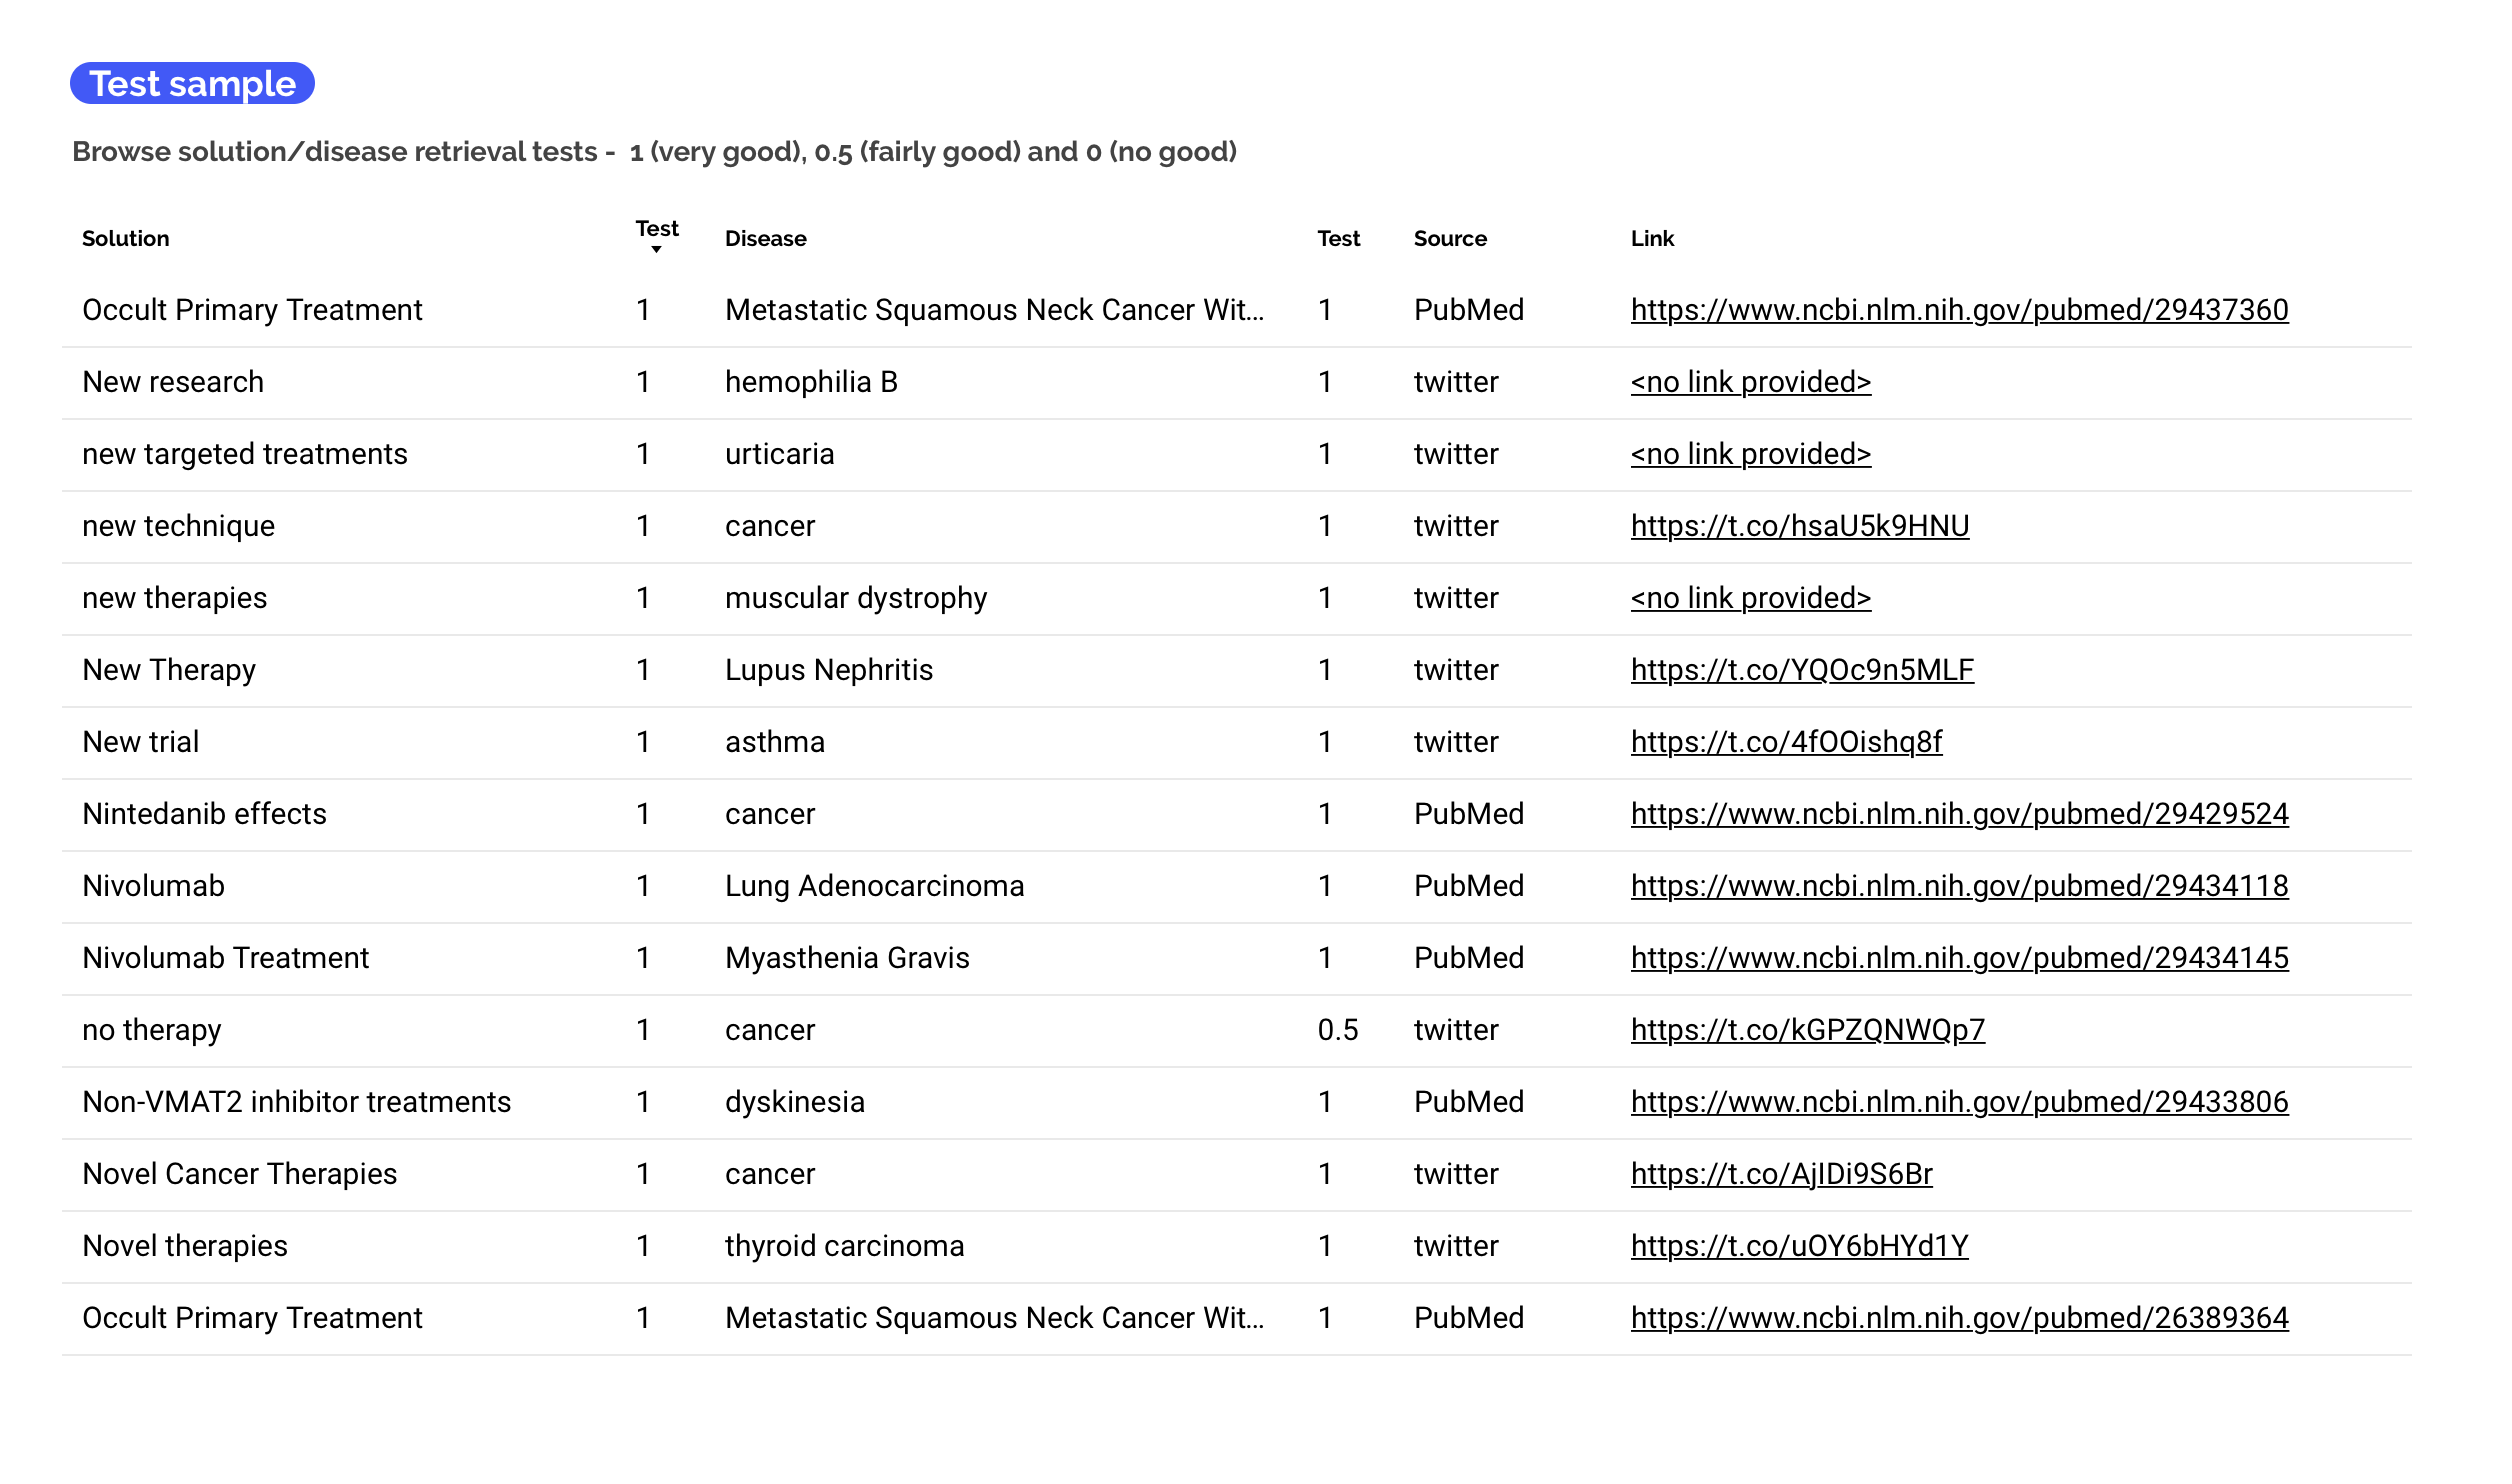 Test sample
Browse solution/disease retrieval tests -  1 (very good), 0.5 (fairly good) and 0 (no good)
Solution Test Disease Test Source Link
Occult Primary Treatment 1 Metastatic Squamous Neck Cancer Wit... 1 PubMed https://www.ncbi.nlm.nih.gov/pubmed/29437360
New research 1 hemophilia B 1 twitter <no link provided>
new targeted treatments 1 urticaria 1 twitter <no link provided>
new technique 1 cancer 1 twitter https://t.co/hsaU5k9HNU
new therapies 1 muscular dystrophy 1 twitter <no link provided>
New Therapy 1 Lupus Nephritis 1 twitter https://t.co/YQOc9n5MLF
New trial 1 asthma 1 twitter https://t.co/4fOOishq8f
Nintedanib effects 1 cancer 1 PubMed https://www.ncbi.nlm.nih.gov/pubmed/29429524
Nivolumab 1 Lung Adenocarcinoma 1 PubMed https://www.ncbi.nlm.nih.gov/pubmed/29434118
Nivolumab Treatment 1 Myasthenia Gravis 1 PubMed https://www.ncbi.nlm.nih.gov/pubmed/29434145
no therapy 1 cancer 0.5 twitter https://t.co/kGPZQNWQp7
Non-VMAT2 inhibitor treatments 1 dyskinesia 1 PubMed https://www.ncbi.nlm.nih.gov/pubmed/29433806
Novel Cancer Therapies 1 cancer 1 twitter https://t.co/AjIDi9S6Br
Novel therapies 1 thyroid carcinoma 1 twitter https://t.co/uOY6bHYd1Y
Occult Primary Treatment 1 Metastatic Squamous Neck Cancer Wit... 1 PubMed https://www.ncbi.nlm.nih.gov/pubmed/26389364